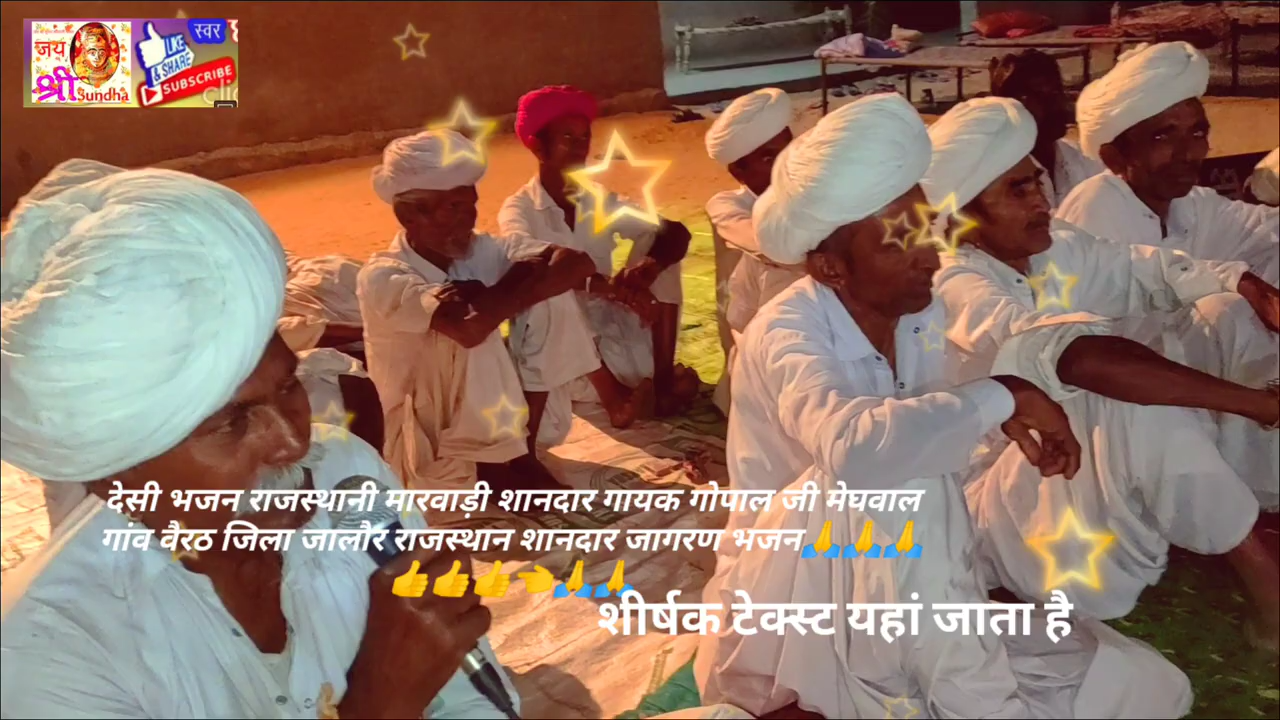 जय
श्री Sundha
LIKE
& SHARE
SUBSCRIBE
स्वर
देसी भजन राजस्थानी मारवाड़ी शानदार गायक गोपाल जी मेघवाल
गांव वैरठ जिला जालौर राजस्थान शानदार जागरण भजन🙏🙏🙏
👍👍👍👈🙏🙏
शीर्षक टेक्स्ट यहां जाता है